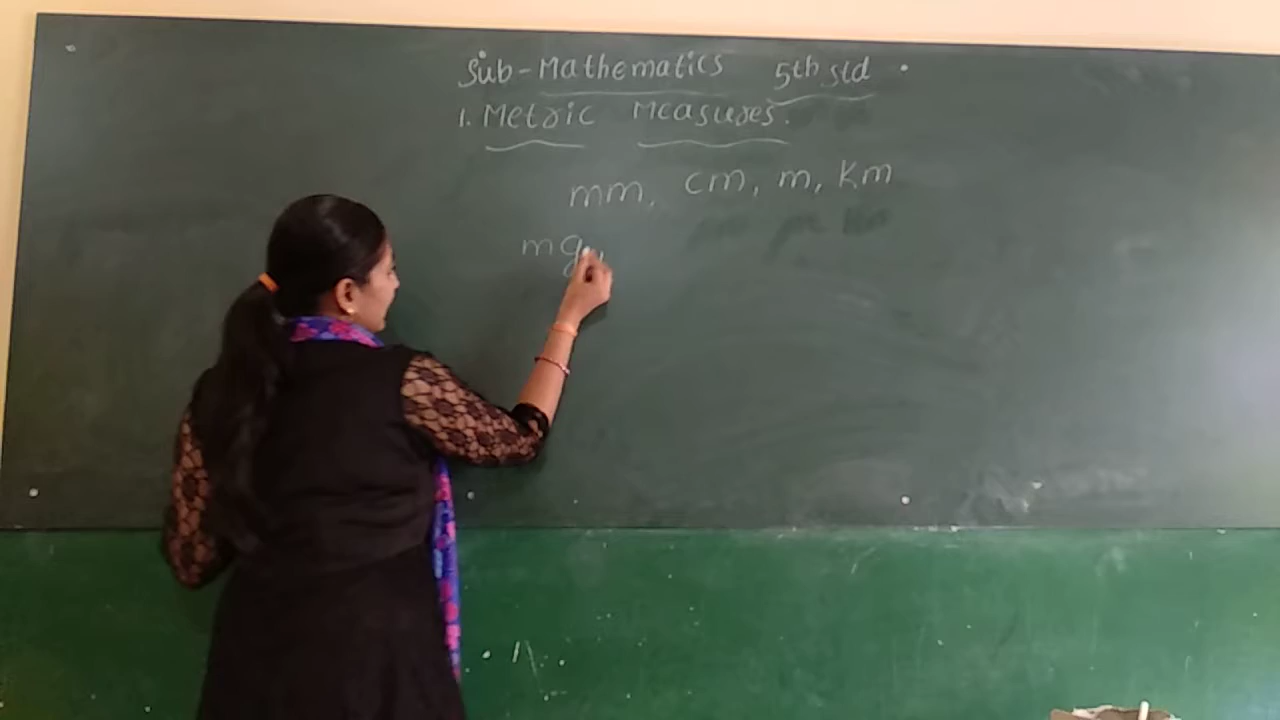 Sub-Mathematics 5th std.
1. Metric Measures.
mm, cm, m, Km
mg,